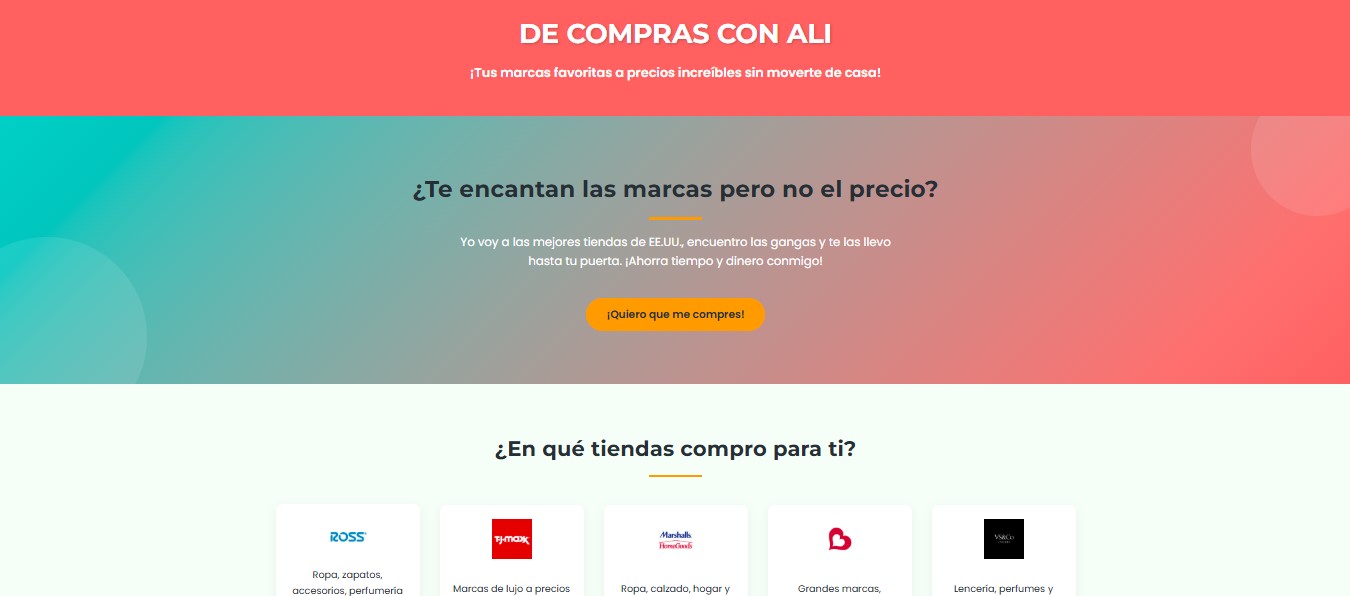 DE COMPRAS CON ALI
¡Tus marcas favoritas a precios increíbles sin moverte de casa!
¿Te encantan las marcas pero no el precio?
Yo voy a las mejores tiendas de EE.UU., encuentro las gangas y te las llevo
hasta tu puerta. ¡Ahorra tiempo y dinero conmigo!
¡Quiero que me compres!
¿En qué tiendas compro para ti?
ROSS
T·J·maxx
Marshalls
HomeGoods
VS&Co
Ropa, zapatos,
accesorios, perfumería
Marcas de lujo a precios
Ropa, calzado, hogar y
Grandes marcas,
Lencería, perfumes y